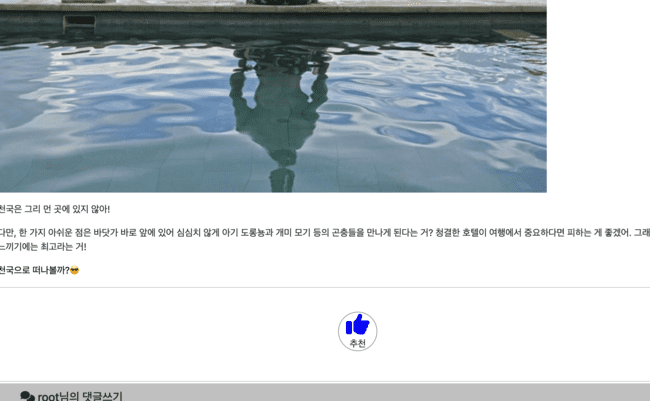 천국은 그리 먼 곳에 있지 않아!
다만, 한 가지 아쉬운 점은 바닷가 바로 앞에 있어 심심치 않게 아기 도롱뇽과 개미 모기 등의 곤충들을 만나게 된다는 거? 청결한 호텔이 여행에서 중요하다면 피하는 게 좋겠어. 그래
느끼기에는 최고라는 거!
천국으로 떠나볼까?😎
추천
root님의 댓글쓰기